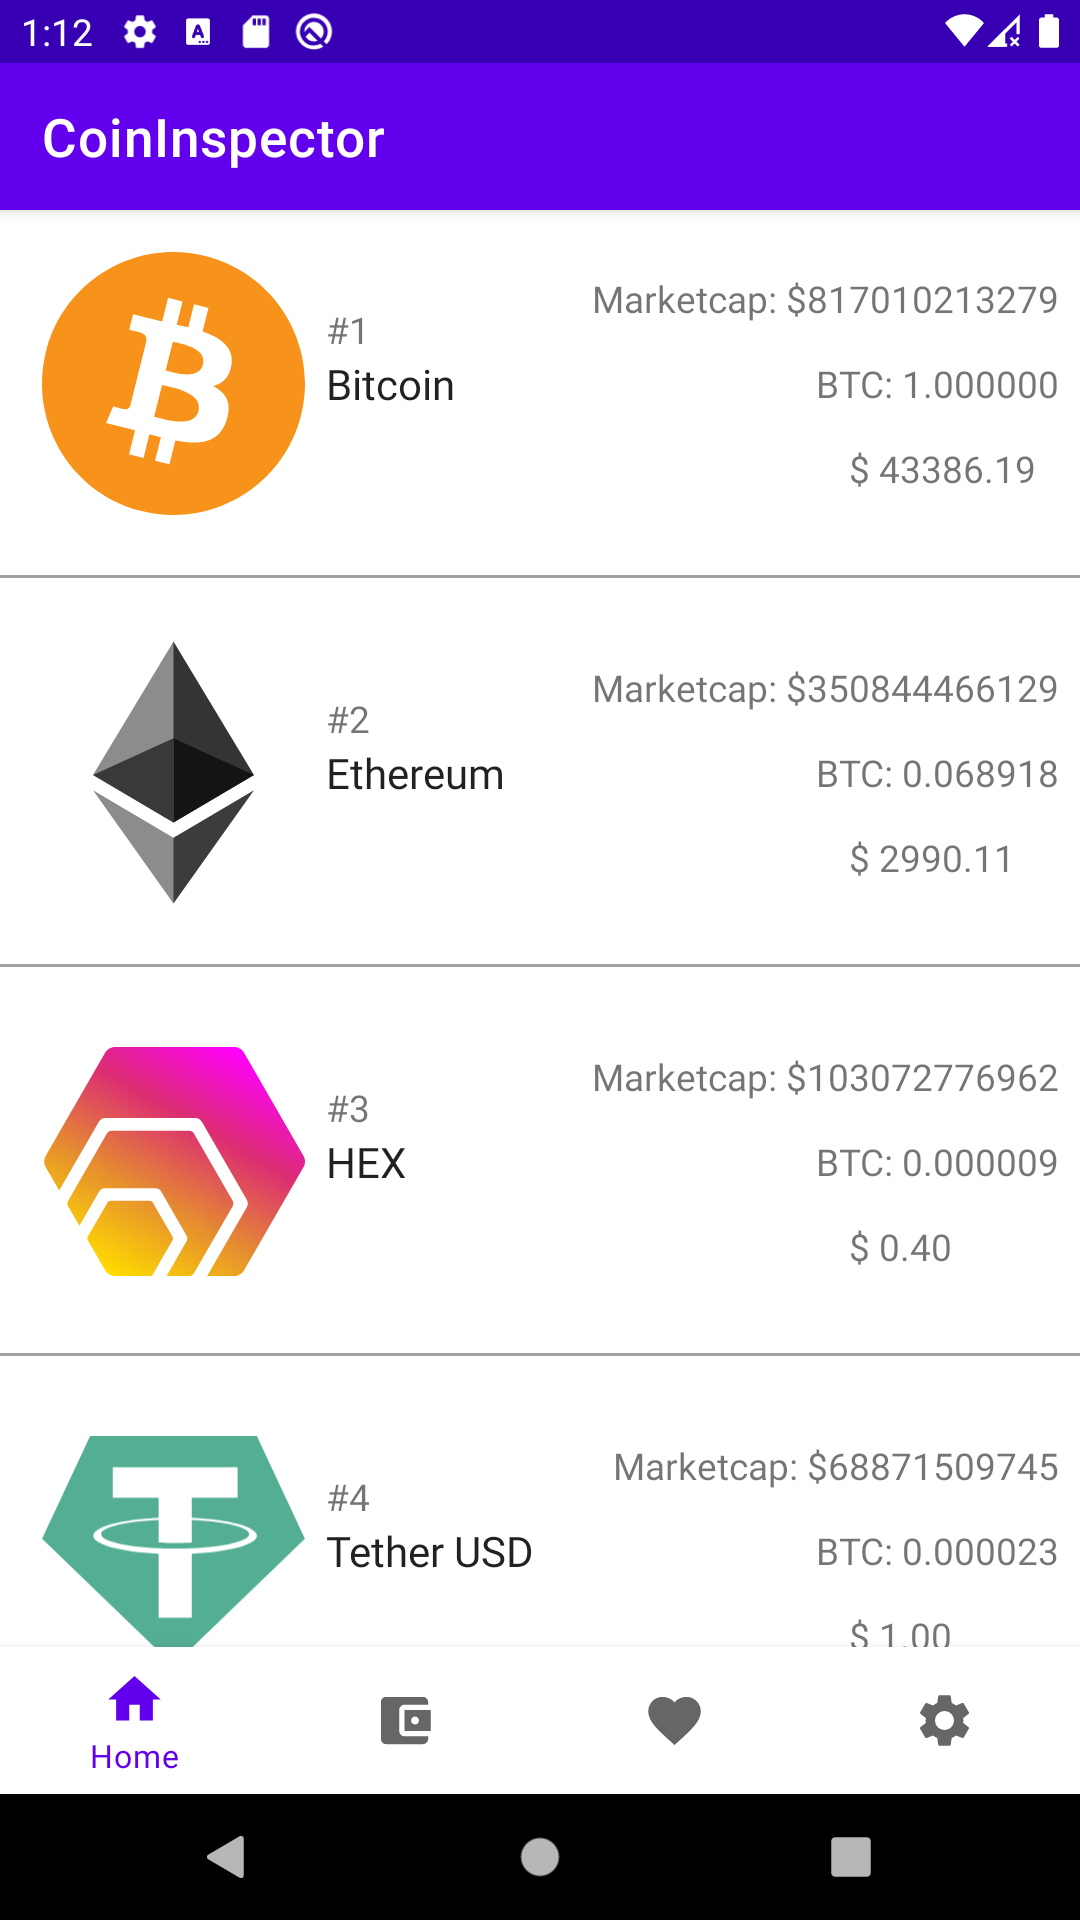 1:12
CoinInspector
Marketcap: $817010213279
#1
Bitcoin
BTC: 1.000000
$ 43386.19
Marketcap: $350844466129
#2
Ethereum
BTC: 0.068918
$ 2990.11
Marketcap: $103072776962
#3
HEX
BTC: 0.000009
$ 0.40
Marketcap: $68871509745
#4
Tether USD
BTC: 0.000023
$ 1.00
Home